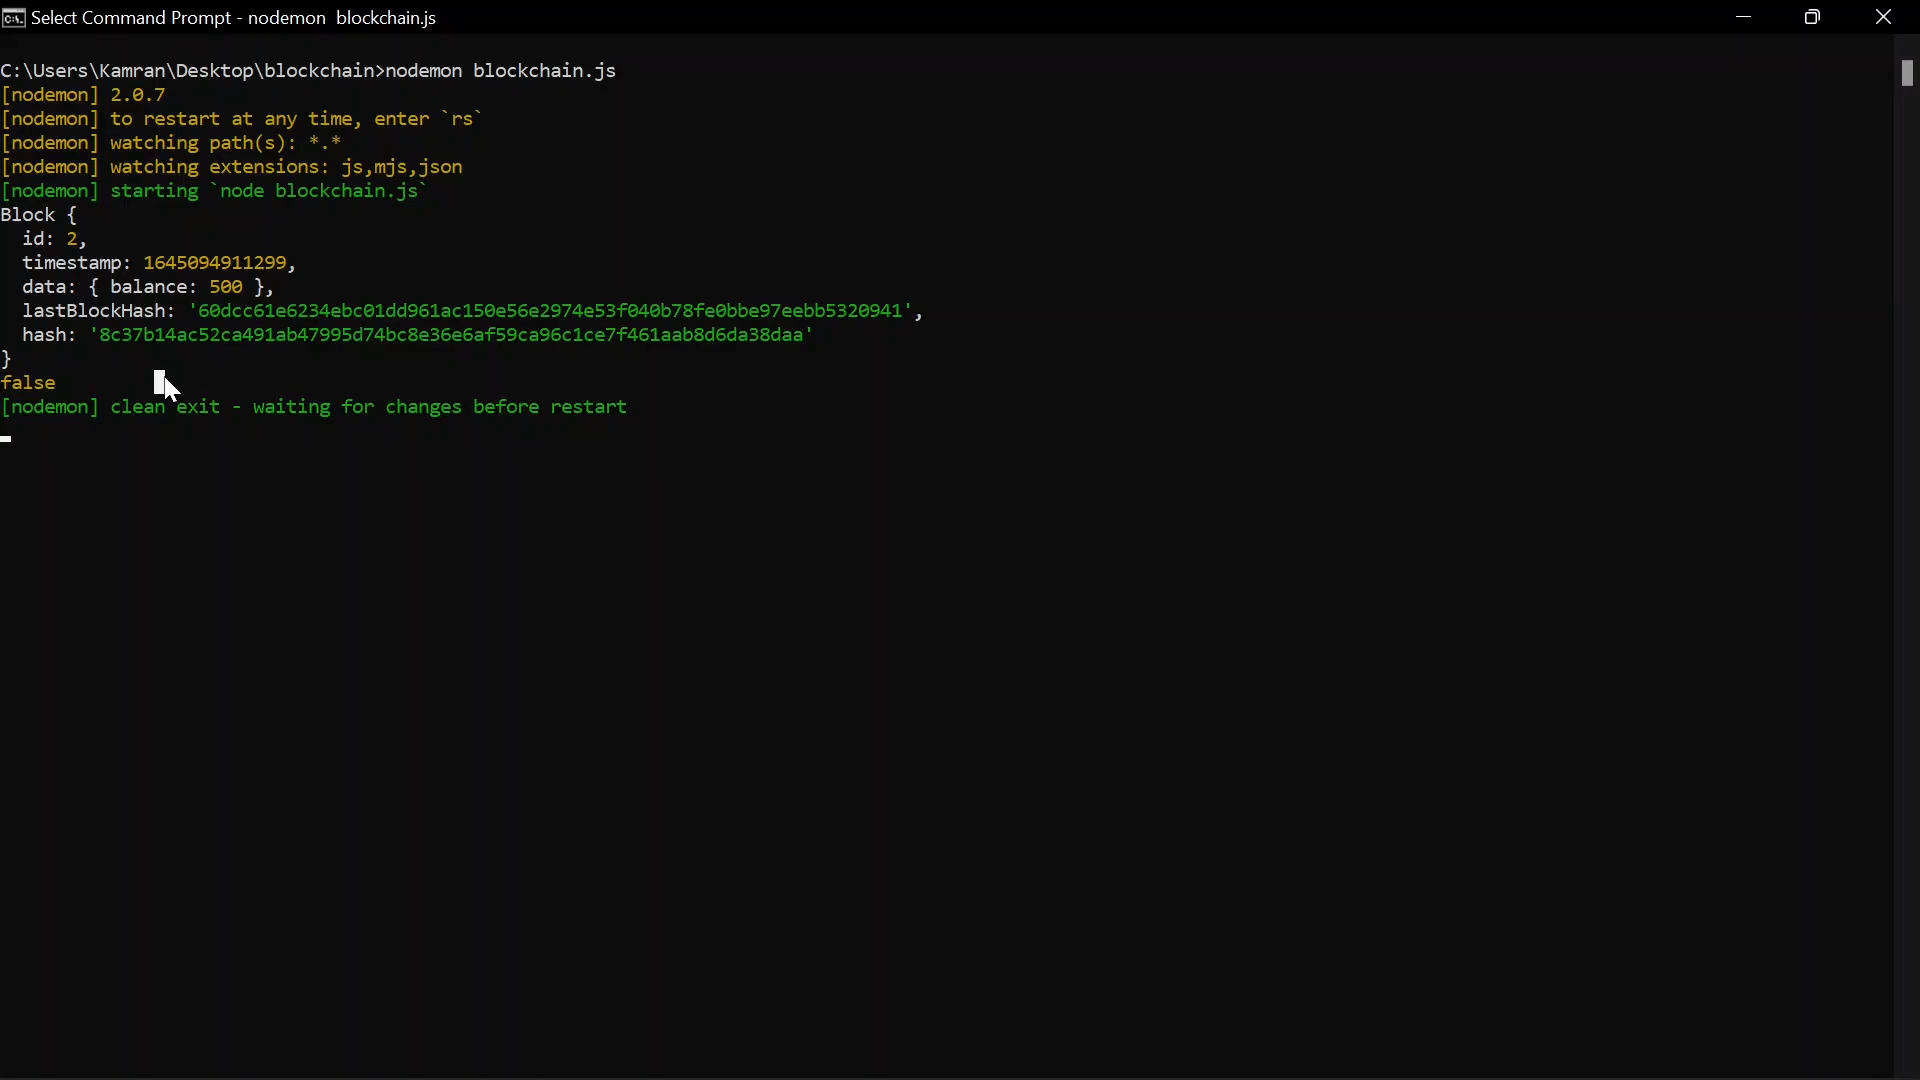 Select Command Prompt - nodemon  blockchain.js
C:\Users\Kamran\Desktop\blockchain>nodemon blockchain.js
[nodemon] 2.0.7
[nodemon] to restart at any time, enter `rs`
[nodemon] watching path(s): *.*
[nodemon] watching extensions: js,mjs,json
[nodemon] starting `node blockchain.js`
Block {
  id: 2,
  timestamp: 1645094911299,
  data: { balance: 500 },
  lastBlockHash: '60dcc61e6234ebc01dd961ac150e56e2974e53f040b78fe0bbe97eebb5320941',
  hash: '8c37b14ac52ca491ab47995d74bc8e36e6af59ca96c1ce7f461aab8d6da38daa'
}
false
[nodemon] clean exit - waiting for changes before restart